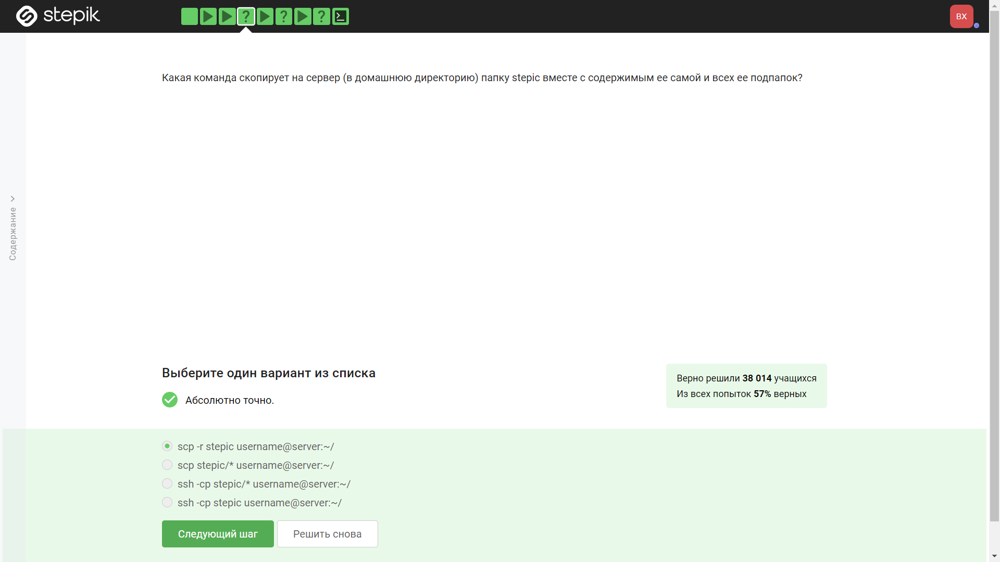 stepik
? ? ?
ВХ
Какая команда скопирует на сервер (в домашнюю директорию) папку stepic вместе с содержимым ее самой и всех ее подпапок?
Содержание
Выберите один вариант из списка
Абсолютно точно.
Верно решили 38 014 учащихся
Из всех попыток 57% верных
scp -r stepic username@server:~/
scp stepic/* username@server:~/
ssh -cp stepic/* username@server:~/
ssh -cp stepic username@server:~/
Следующий шаг
Решить снова